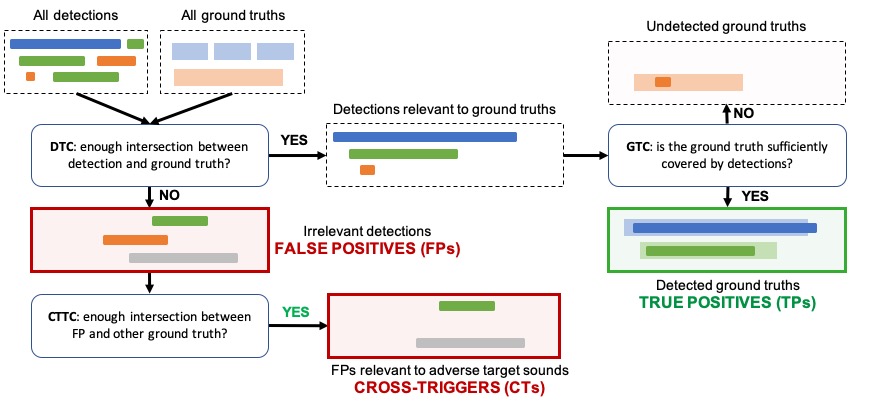 All detections
All ground truths
Undetected ground truths
Detections relevant to ground truths
DTC: enough intersection between
detection and ground truth?
YES
GTC: is the ground truth sufficiently
covered by detections?
NO
NO
YES
Irrelevant detections
FALSE POSITIVES (FPs)
Detected ground truths
TRUE POSITIVES (TPs)
CTTC: enough intersection between
FP and other ground truth?
YES
FPs relevant to adverse target sounds
CROSS-TRIGGERS (CTs)